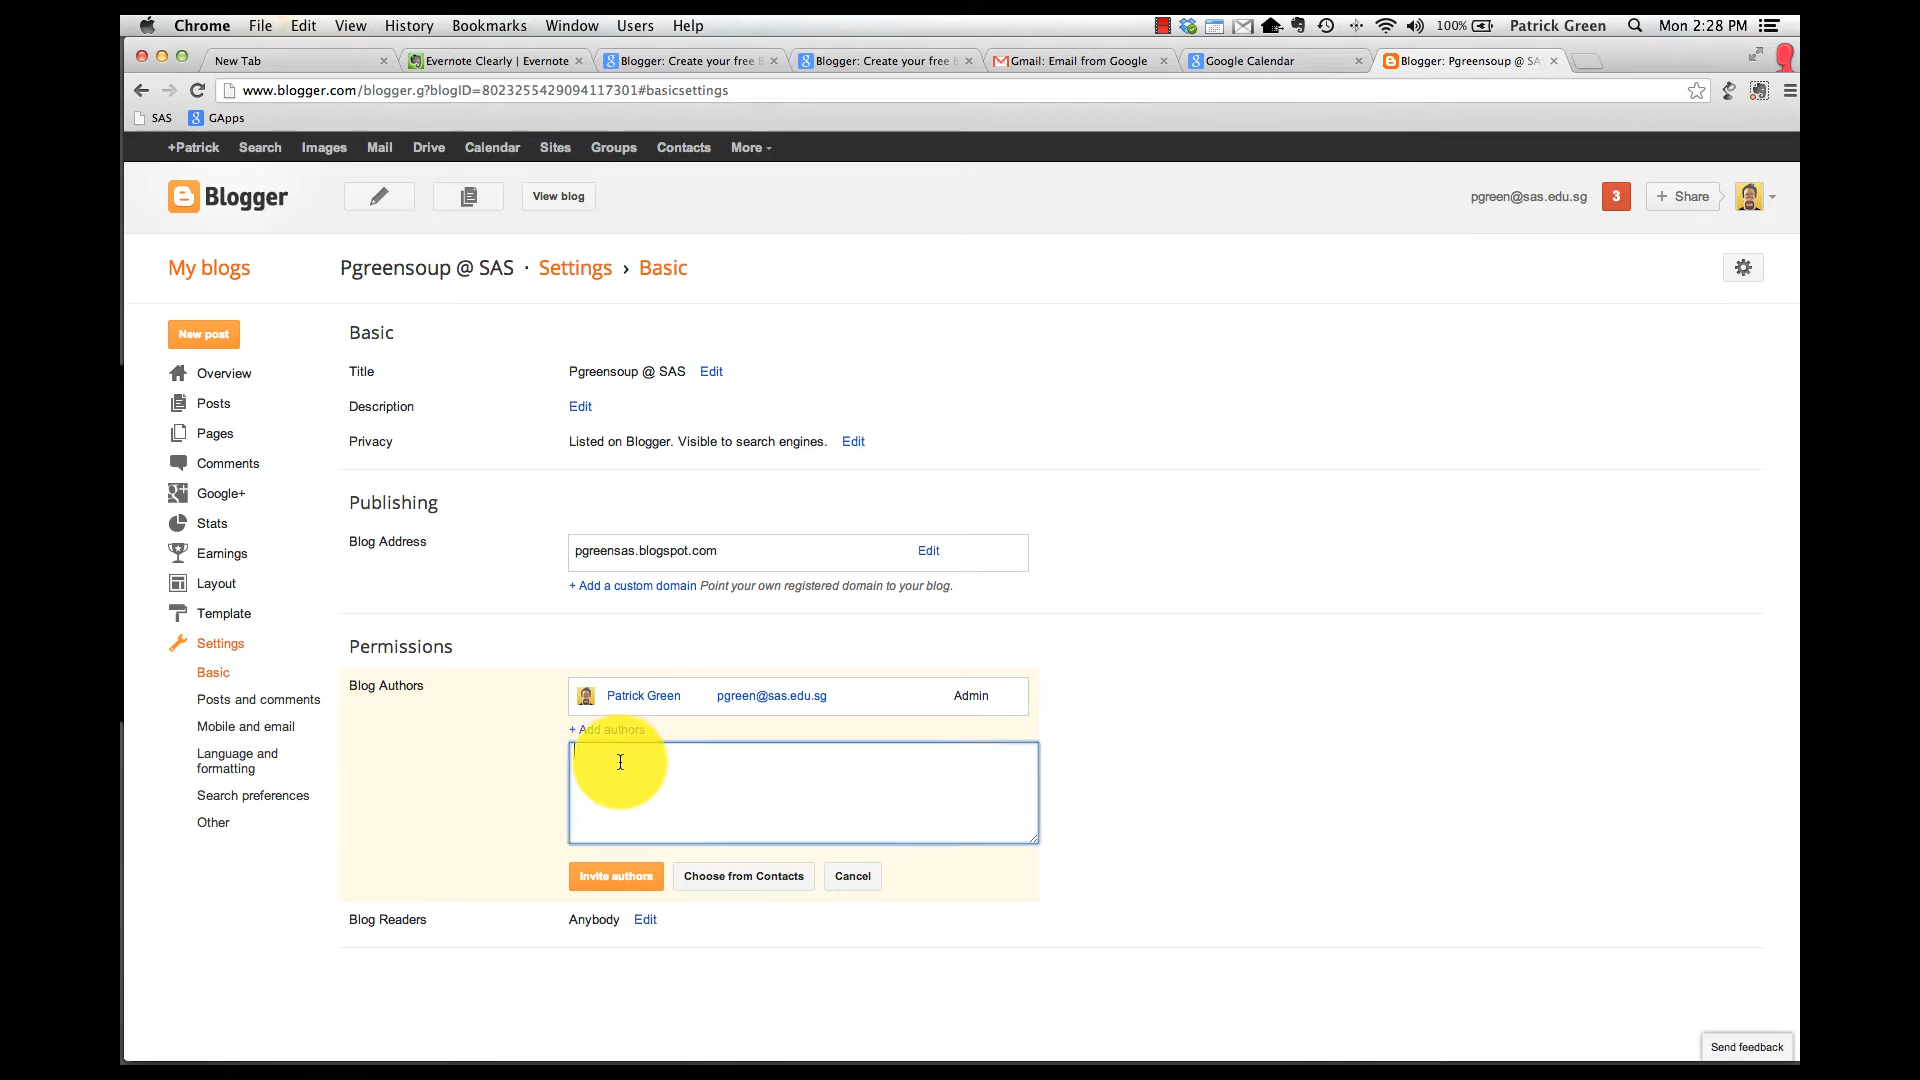 Chrome File Edit View History Bookmarks Window Users Help 100% Patrick Green Mon 2:28 PM
New Tab Evernote Clearly | Evernote Blogger: Create your free B Blogger: Create your free B Gmail: Email from Google Google Calendar Blogger: Pgreensoup @ SA
www.blogger.com/blogger.g?blogID=8023255429094117301#basicsettings
SAS GApps
+Patrick Search Images Mail Drive Calendar Sites Groups Contacts More
Blogger View blog pgreen@sas.edu.sg 3 + Share
My blogs Pgreensoup @ SAS · Settings › Basic
New post
Overview
Posts
Pages
Comments
Google+
Stats
Earnings
Layout
Template
Settings
Basic
Posts and comments
Mobile and email
Language and
formatting
Search preferences
Other
Basic
Title Pgreensoup @ SAS Edit
Description Edit
Privacy Listed on Blogger. Visible to search engines. Edit
Publishing
Blog Address pgreensas.blogspot.com Edit
+ Add a custom domain Point your own registered domain to your blog.
Permissions
Blog Authors Patrick Green pgreen@sas.edu.sg Admin
+ Add authors
Invite authors Choose from Contacts Cancel
Blog Readers Anybody Edit
Send feedback